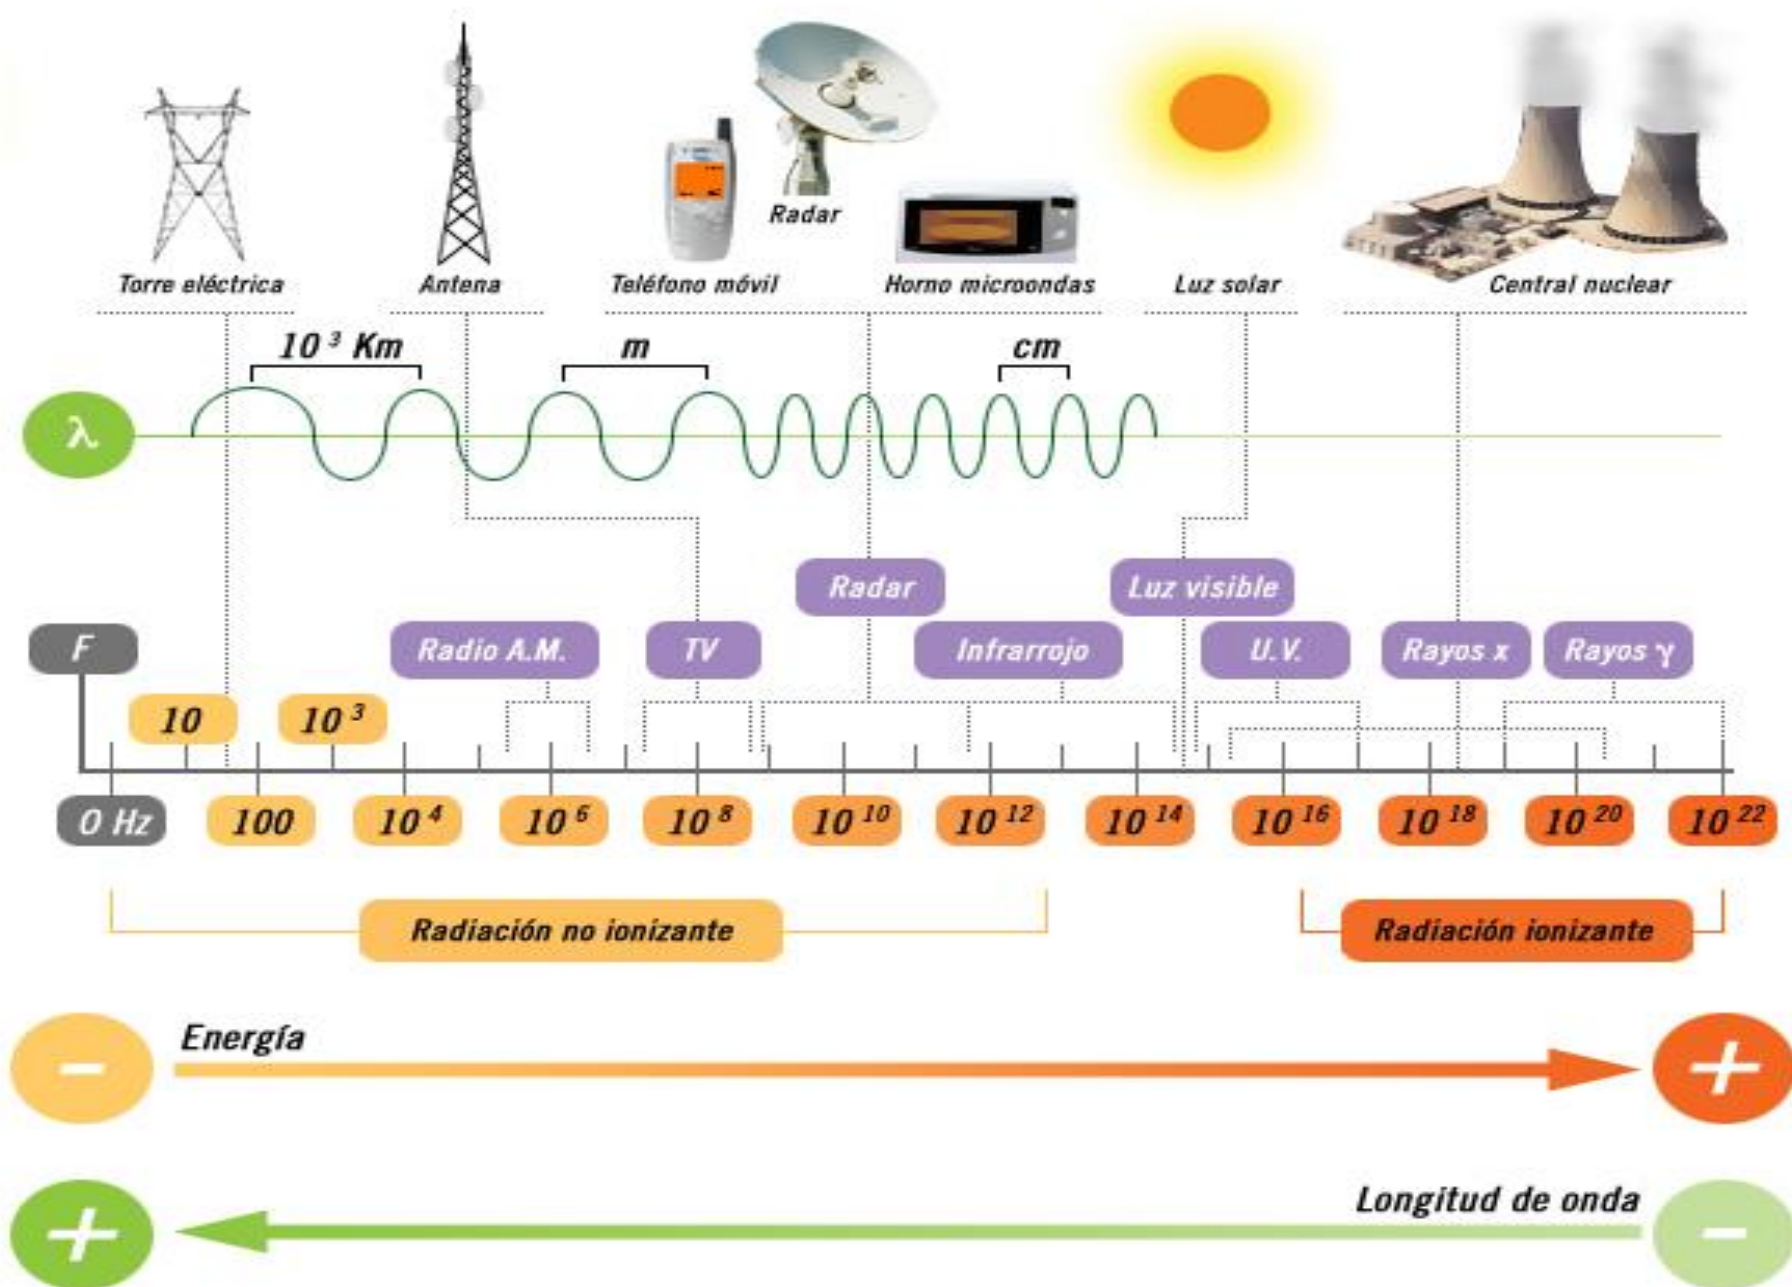 Radar
Torre eléctrica
Antena
Teléfono móvil
Horno microondas
Luz solar
Central nuclear
10³ Km
m
cm
λ
Radar
Luz visible
F
Radio A.M.
TV
Infrarrojo
U.V.
Rayos x
Rayos γ
10
10³
0 Hz
100
10⁴
10⁶
10⁸
10¹⁰
10¹²
10¹⁴
10¹⁶
10¹⁸
10²⁰
10²²
Radiación no ionizante
Radiación ionizante
Energía
-
+
Longitud de onda
+
-